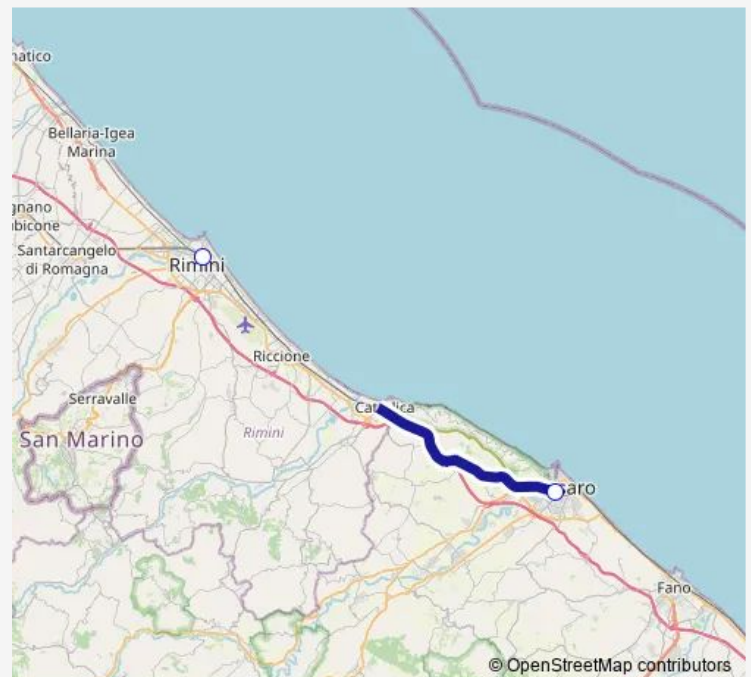 natico
Bellaria-Igea
Marina
gnano
bicone
Santarcangelo
di Romagna
Rimini
Riccione
Serravalle
San Marino
Rimini
Fano
© OpenStreetMap contributors